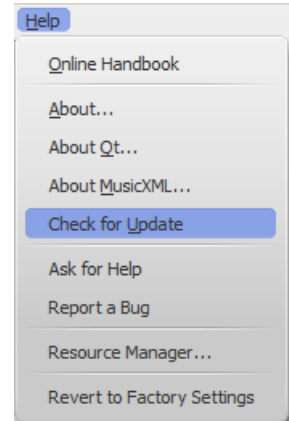 Help
Online Handbook
About...
About Qt...
About MusicXML...
Check for Update
Ask for Help
Report a Bug
Resource Manager...
Revert to Factory Settings